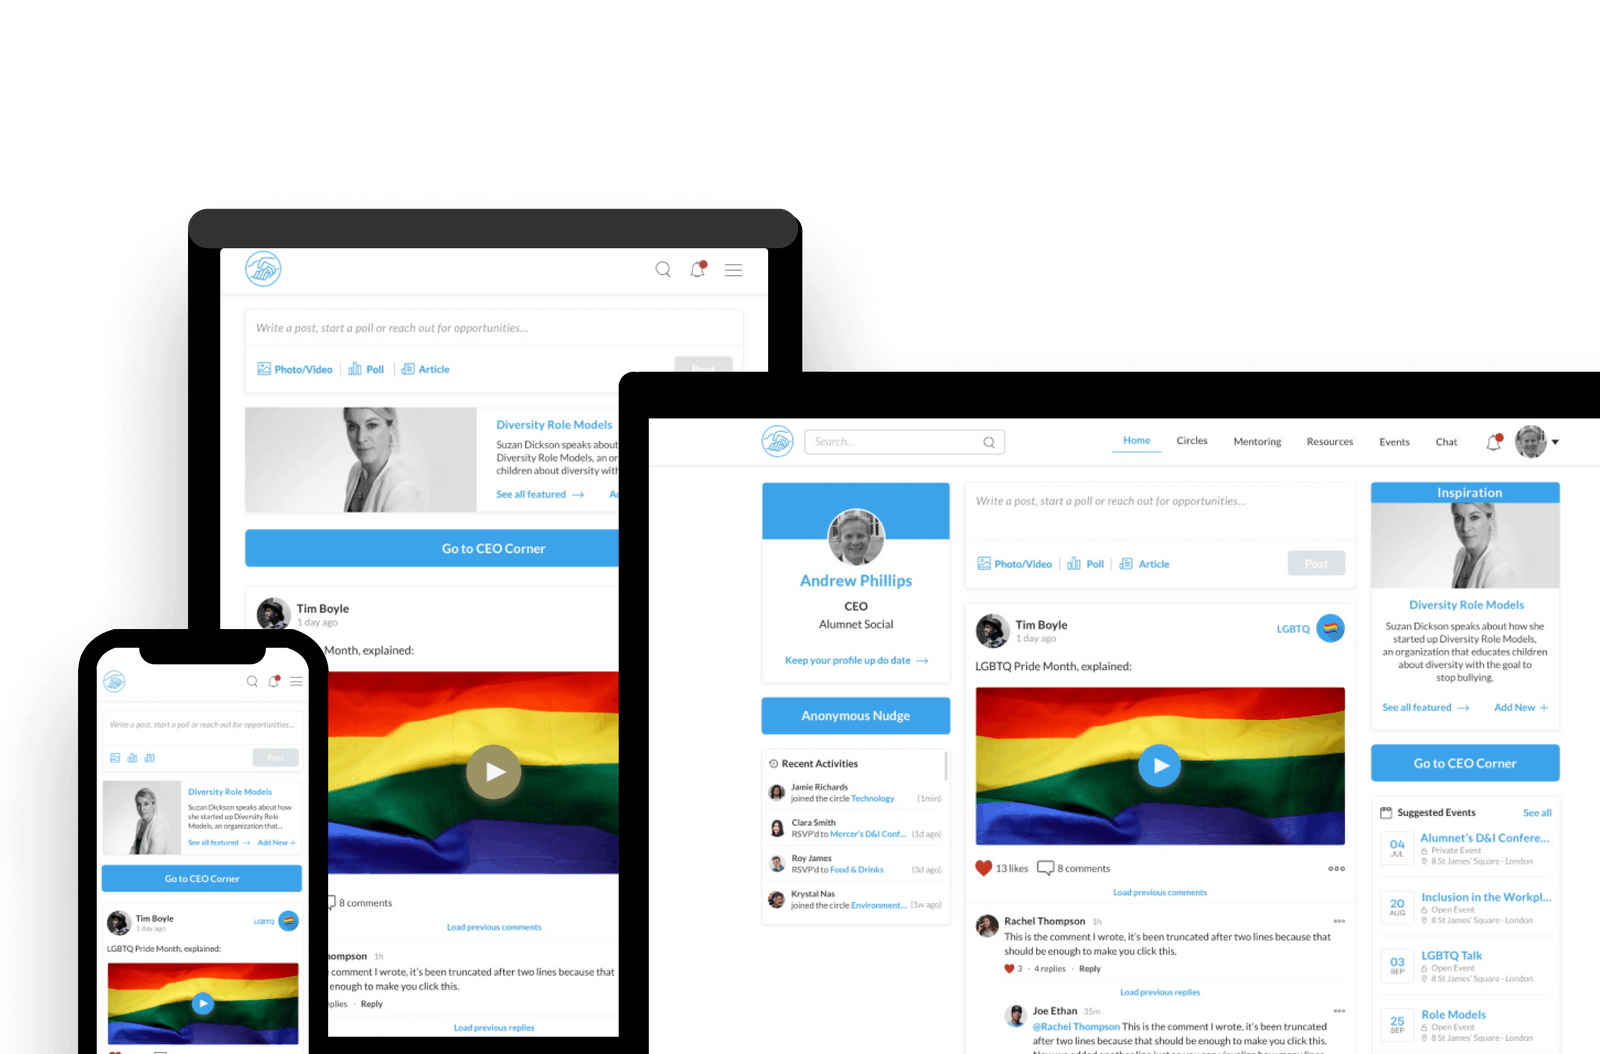 Write a post, start a poll or reach out for opportunities...
Photo/Video
Poll
Article
Post
Diversity Role Models
Suzan Dickson speaks about
Diversity Role Models, an or
children about diversity with
See all featured →
Go to CEO Corner
Tim Boyle
1 day ago
Month, explained:
8 comments
Load previous comments
1h
comment I wrote, it's been truncated after two lines because that
enough to make you click this.
Reply
Load previous replies
Write a post, start a poll or reach out for opportunities...
Post
Diversity Role Models
Suzan Dickson speaks about how
she started up Diversity Role
Models, an organization that...
See all featured →
Add New +
Go to CEO Corner
Tim Boyle
1 day ago
LGBTQ
LGBTQ Pride Month, explained:
Search...
Home
Circles
Mentoring
Resources
Events
Chat
Andrew Phillips
CEO
Alumnet Social
Keep your profile up do date →
Anonymous Nudge
Recent Activities
Jamie Richards
joined the circle Technology (1min)
Clara Smith
RSVP'd to Mercer's D&I Conf... (1d ago)
Roy James
RSVP'd to Food & Drinks (3d ago)
Krystal Nas
joined the circle Environment... (1w ago)
Write a post, start a poll or reach out for opportunities...
Photo/Video
Poll
Article
Post
Tim Boyle
1 day ago
LGBTQ
LGBTQ Pride Month, explained:
13 likes
8 comments
Load previous comments
Rachel Thompson 1h
This is the comment I wrote, it's been truncated after two lines because that
should be enough to make you click this.
3 · 4 replies · Reply
Load previous replies
Joe Ethan 35m
@Rachel Thompson This is the comment I wrote, it's been truncated
after two lines because that should be enough to make you click this.
Inspiration
Diversity Role Models
Suzan Dickson speaks about how she
started up Diversity Role Models,
an organization that educates children
about diversity with the goal to
stop bullying.
See all featured →
Add New +
Go to CEO Corner
Suggested Events
See all
04
JUL
Alumnet's D&I Confere...
Private Event
8 St James' Square - London
20
AUG
Inclusion in the Workpl...
Open Event
8 St James' Square - London
03
SEP
LGBTQ Talk
Open Event
8 St James' Square - London
25
SEP
Role Models
Open Event
8 St James' Square - London